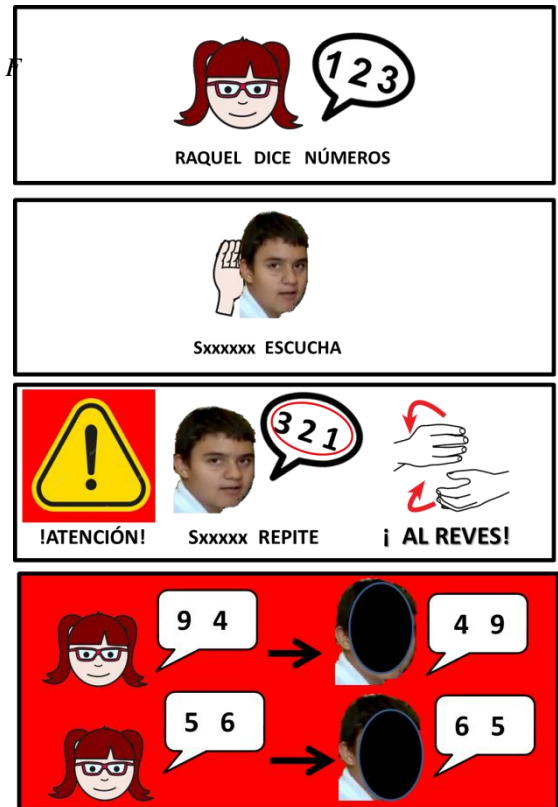 F
1 2 3
RAQUEL DICE NÚMEROS
Sxxxxxx ESCUCHA
3 2 1
!ATENCIÓN! Sxxxxx REPITE ¡ AL REVES!
9 4 4 9
5 6 6 5